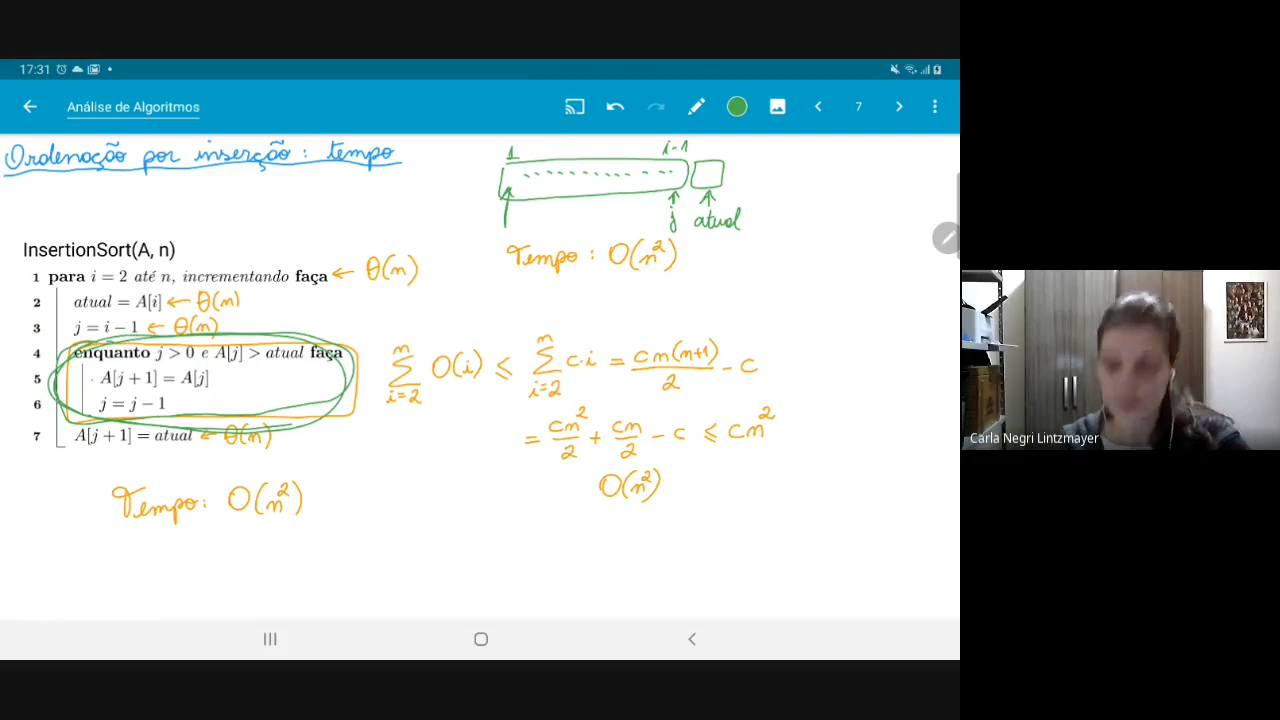 17:31
Análise de Algoritmos
7
Ordenação por inserção: tempo
1 i-1
j atual
InsertionSort(A, n)
Tempo: O(n²)
1 para i = 2 até n, incrementando faça ← Θ(n)
2 atual = A[i] ← Θ(n)
3 j = i − 1 ← Θ(n)
4 enquanto j > 0 e A[j] > atual faça
5 A[j + 1] = A[j]
6 j = j − 1
7 A[j + 1] = atual ← Θ(n)
∑_{i=2}^{n} O(i) ≤ ∑_{i=2}^{n} c·i = cn(n+1)/2 − c
= cn²/2 + cn/2 − c ≤ cn²
O(n²)
Tempo: O(n²)
Carla Negri Lintzmayer